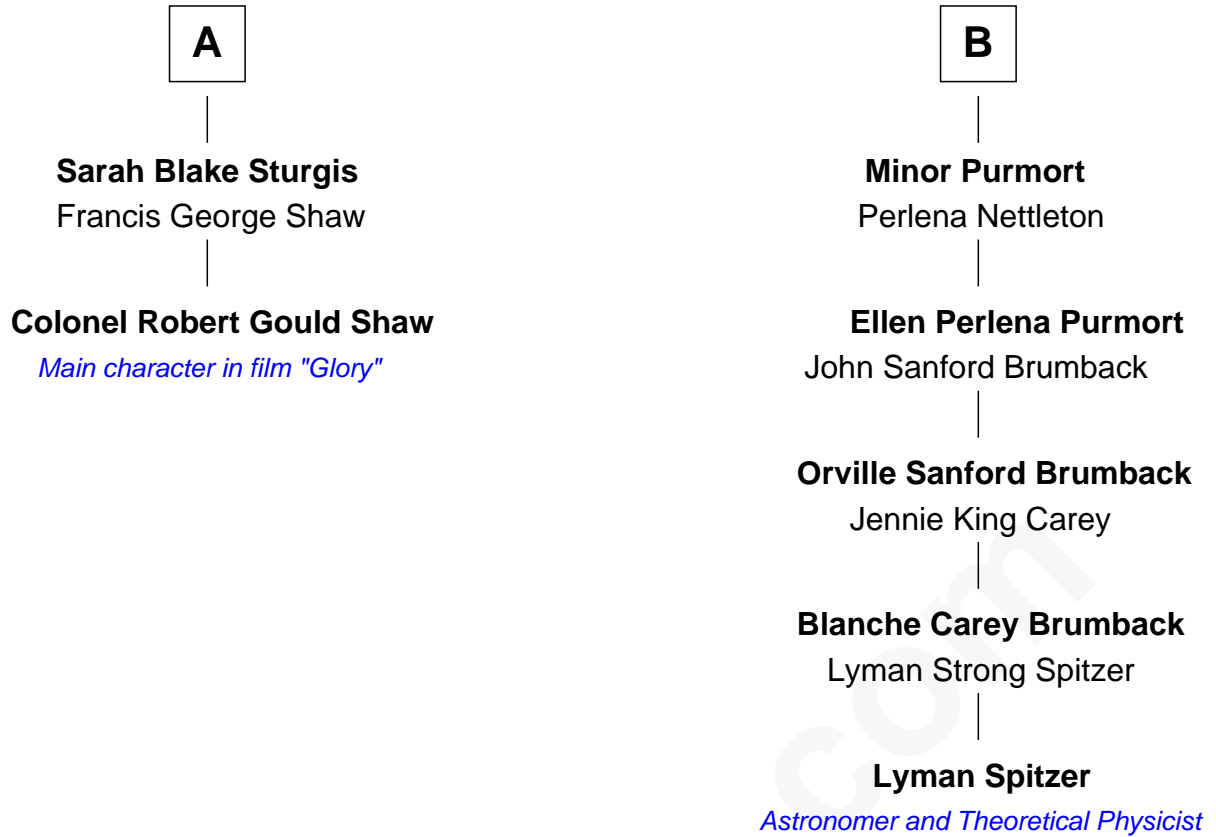 A
Sarah Blake Sturgis
Francis George Shaw
Colonel Robert Gould Shaw
Main character in film "Glory"
B
Minor Purmort
Perlena Nettleton
Ellen Perlena Purmort
John Sanford Brumback
Orville Sanford Brumback
Jennie King Carey
Blanche Carey Brumback
Lyman Strong Spitzer
Lyman Spitzer
Astronomer and Theoretical Physicist
com